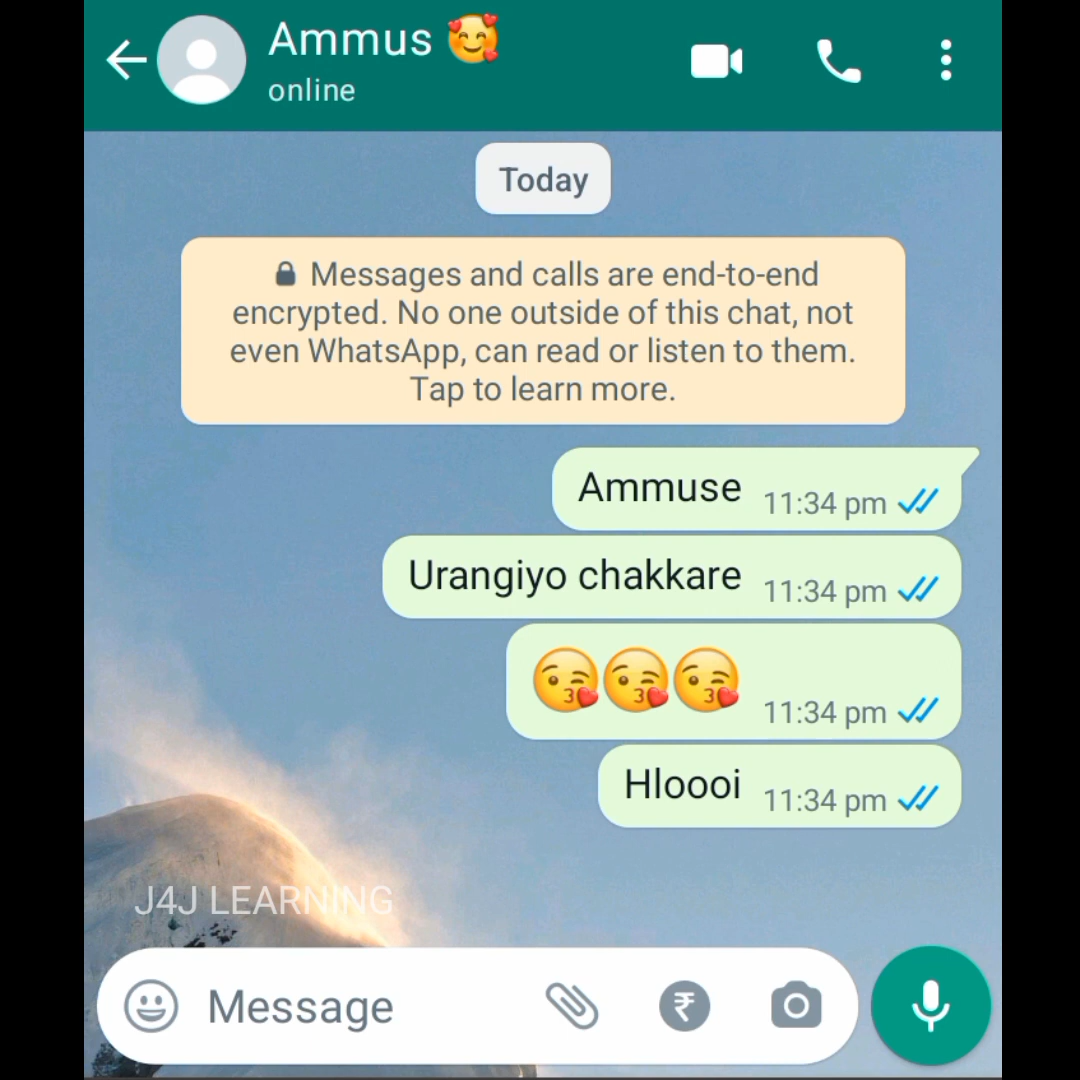 Ammus 🥰
online
Today
🔒 Messages and calls are end-to-end
encrypted. No one outside of this chat, not
even WhatsApp, can read or listen to them.
Tap to learn more.
Ammuse 11:34 pm
Urangiyo chakkare 11:34 pm
😘😘😘 11:34 pm
Hloooi 11:34 pm
J4J LEARNING
Message